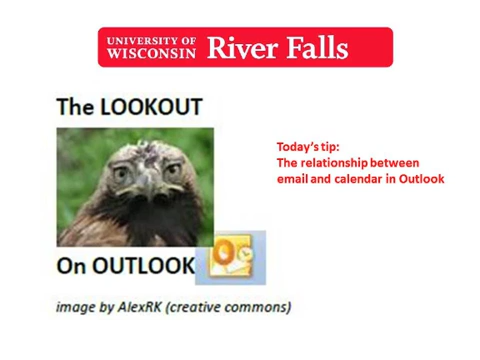 UNIVERSITY OF
WISCONSIN River Falls
The LOOKOUT
Today's tip:
The relationship between
email and calendar in Outlook
On OUTLOOK
image by AlexRK (creative commons)